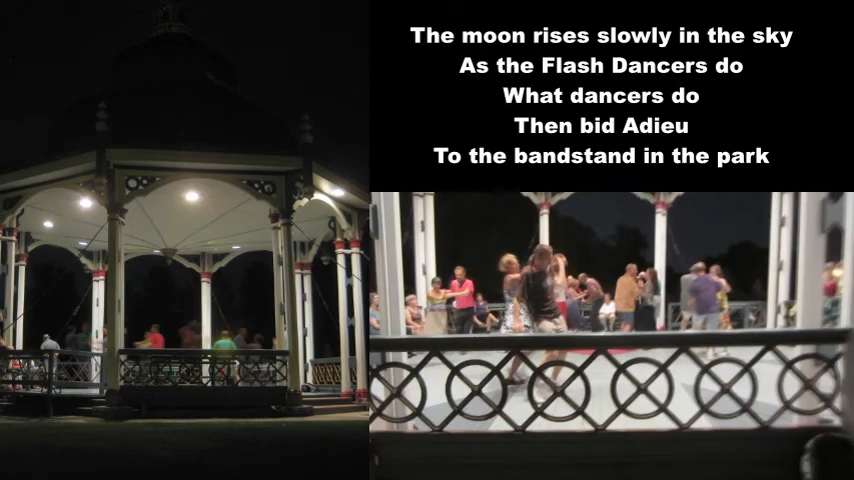 The moon rises slowly in the sky
As the Flash Dancers do
What dancers do
Then bid Adieu
To the bandstand in the park